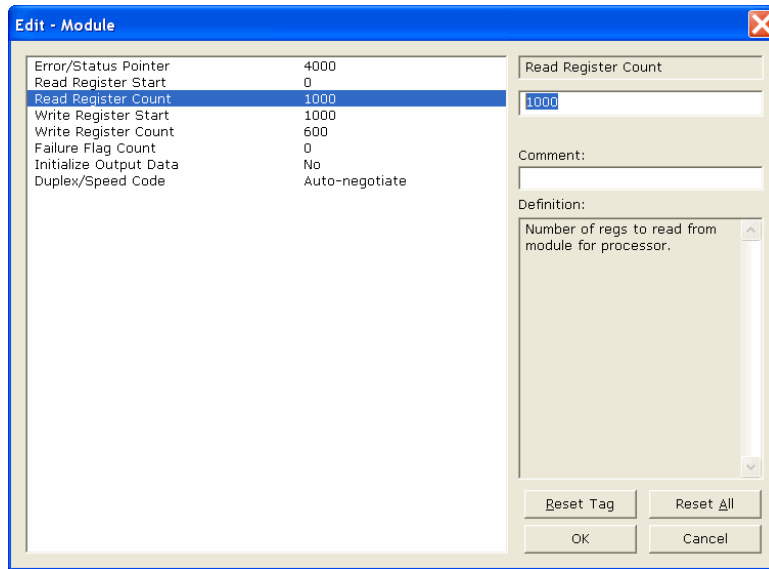 Edit - Module
Error/Status Pointer 4000
Read Register Start 0
Read Register Count 1000
Write Register Start 1000
Write Register Count 600
Failure Flag Count 0
Initialize Output Data No
Duplex/Speed Code Auto-negotiate
Read Register Count
1000
Comment:
Definition:
Number of regs to read from
module for processor.
Reset Tag Reset All
OK Cancel